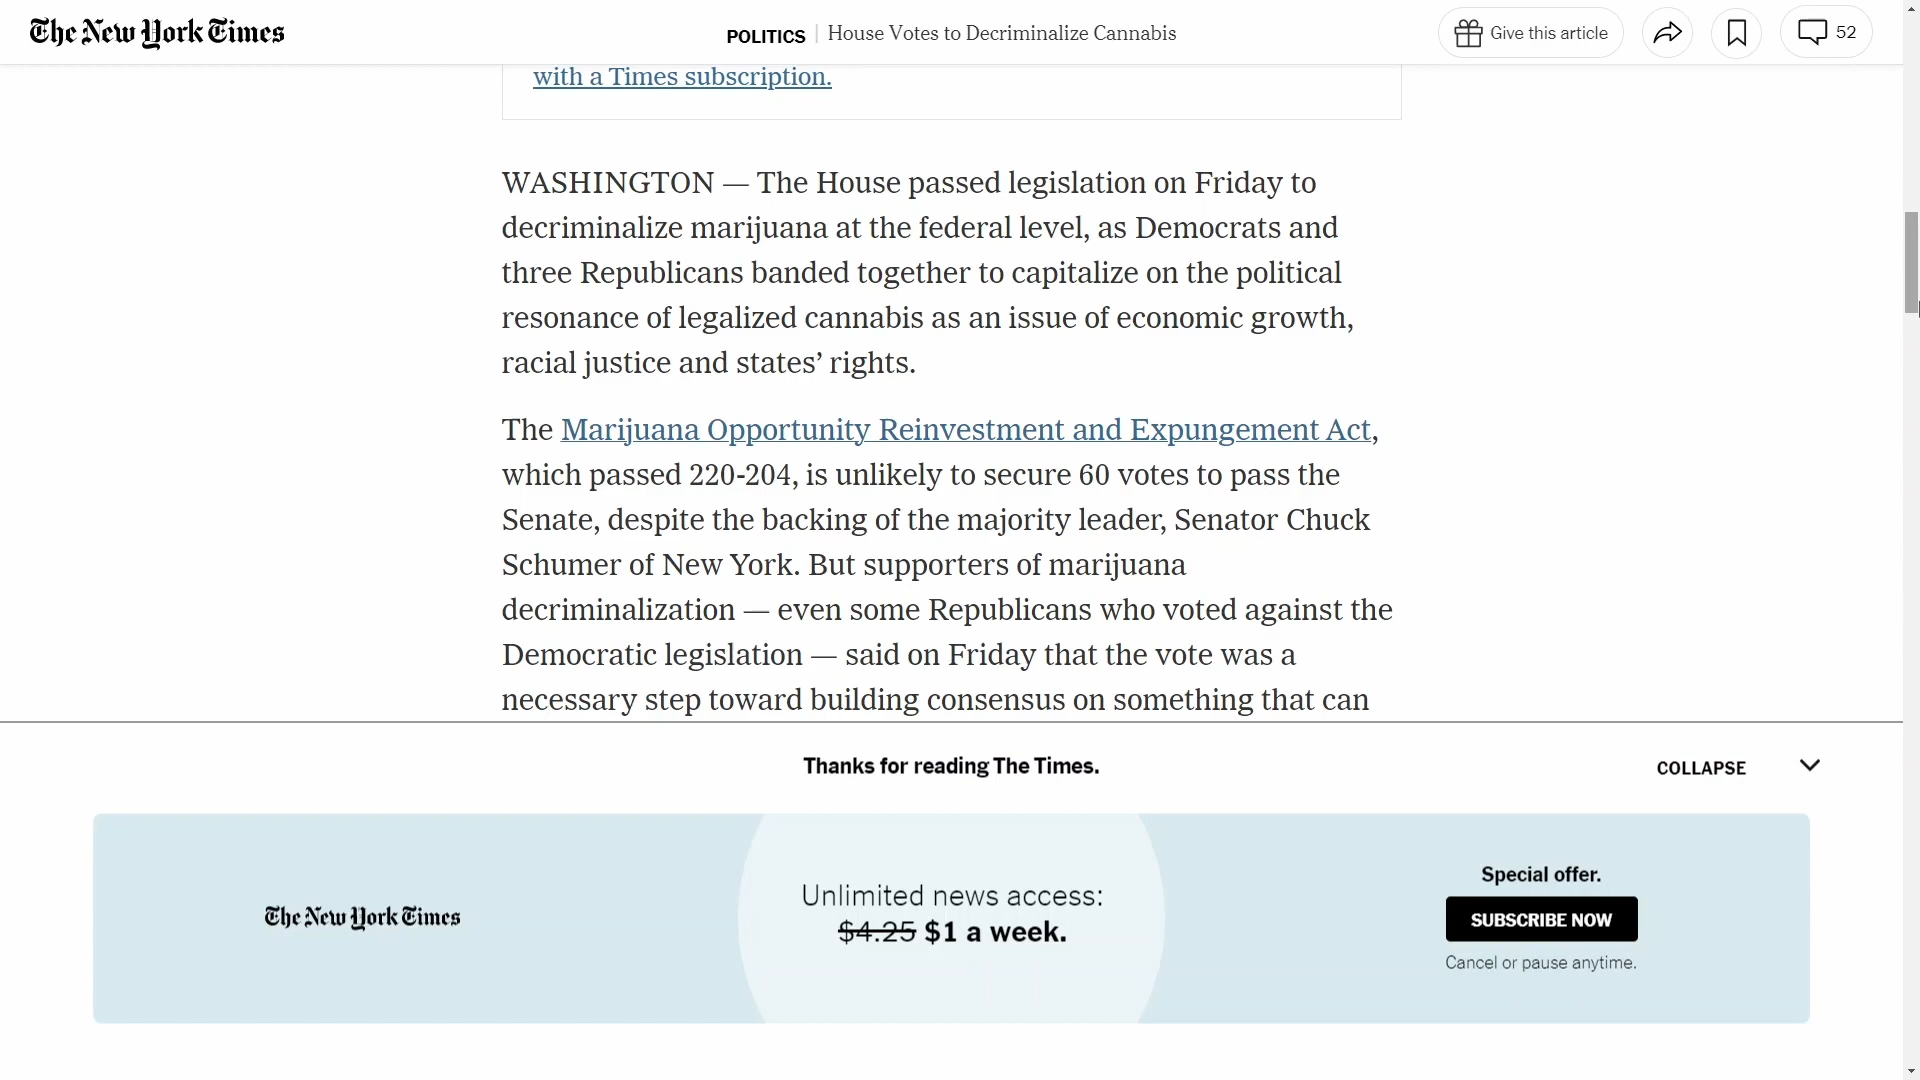 The New York Times
POLITICS | House Votes to Decriminalize Cannabis
Give this article
52
with a Times subscription.
WASHINGTON — The House passed legislation on Friday to
decriminalize marijuana at the federal level, as Democrats and
three Republicans banded together to capitalize on the political
resonance of legalized cannabis as an issue of economic growth,
racial justice and states’ rights.
The Marijuana Opportunity Reinvestment and Expungement Act,
which passed 220-204, is unlikely to secure 60 votes to pass the
Senate, despite the backing of the majority leader, Senator Chuck
Schumer of New York. But supporters of marijuana
decriminalization — even some Republicans who voted against the
Democratic legislation — said on Friday that the vote was a
necessary step toward building consensus on something that can
Thanks for reading The Times.
COLLAPSE
The New York Times
Unlimited news access:
$4.25 $1 a week.
Special offer.
SUBSCRIBE NOW
Cancel or pause anytime.